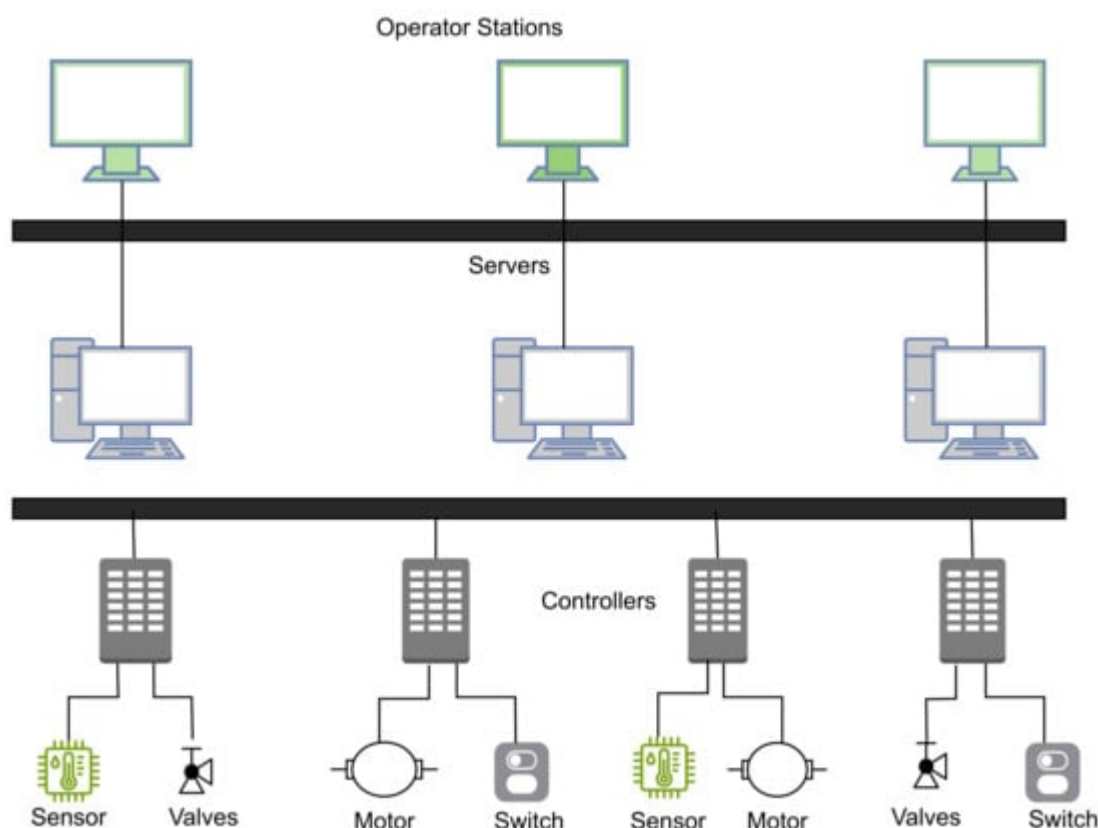 Operator Stations
Servers
Controllers
Sensor
Valves
Motor
Switch
Sensor
Motor
Valves
Switch